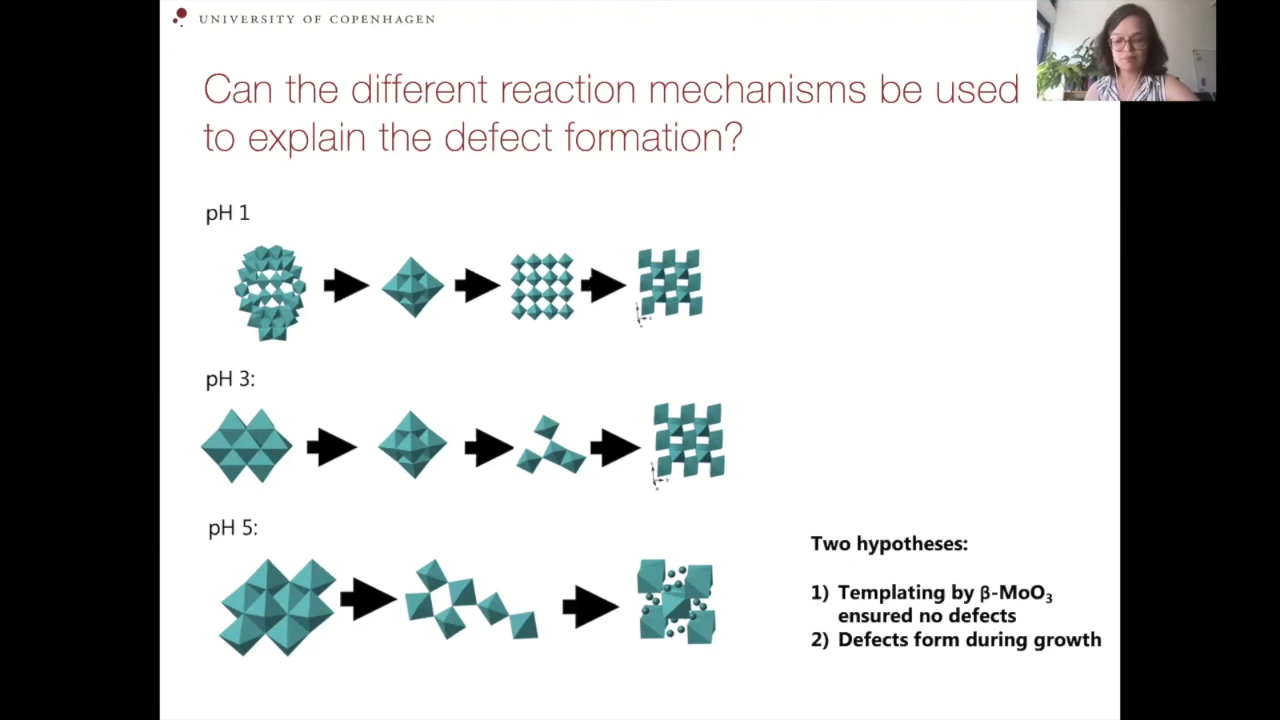 UNIVERSITY OF COPENHAGEN
Can the different reaction mechanisms be used
to explain the defect formation?
pH 1
pH 3:
pH 5:
Two hypotheses:
1) Templating by β-MoO₃
ensured no defects
2) Defects form during growth